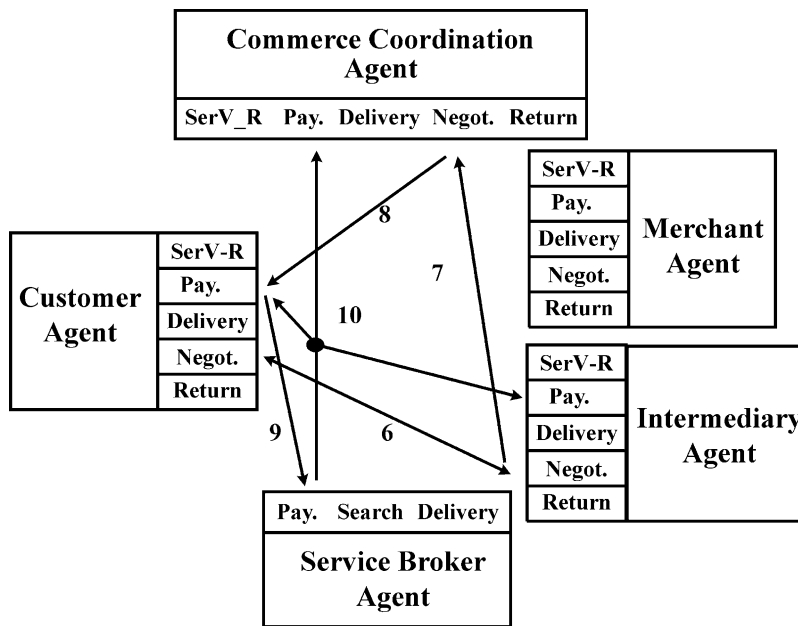 Commerce Coordination
Agent
SerV_R Pay. Delivery Negot. Return
SerV-R
Pay.
Delivery
Negot.
Return
Merchant
Agent
8
7
SerV-R
Pay.
Delivery
Negot.
Return
Customer
Agent
10
SerV-R
Pay.
Delivery
Negot.
Return
Intermediary
Agent
9
6
Pay. Search Delivery
Service Broker
Agent